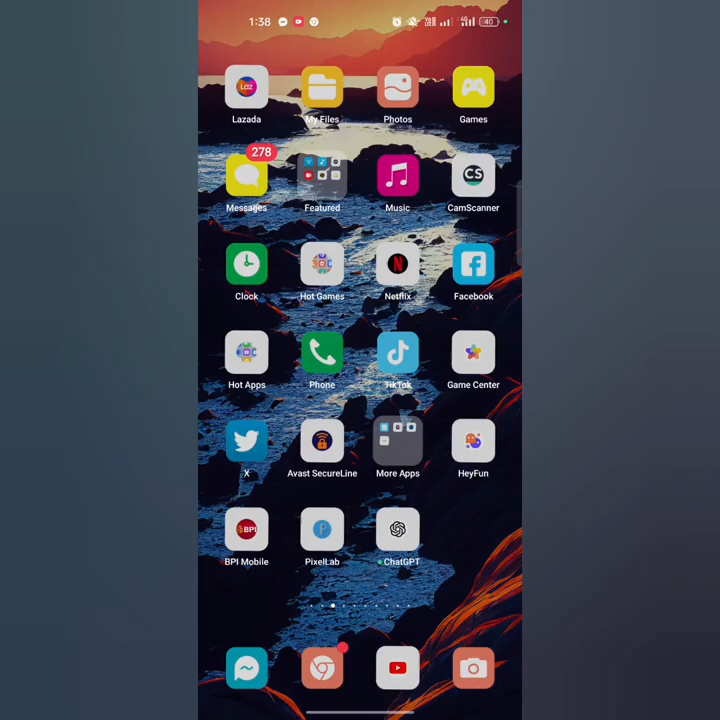 1:38
40
Lazada My Files Photos Games
278
Messages Featured Music CamScanner
Clock Hot Games Netflix Facebook
Hot Apps Phone TikTok Game Center
X Avast SecureLine More Apps HeyFun
BPI Mobile PixelLab ChatGPT